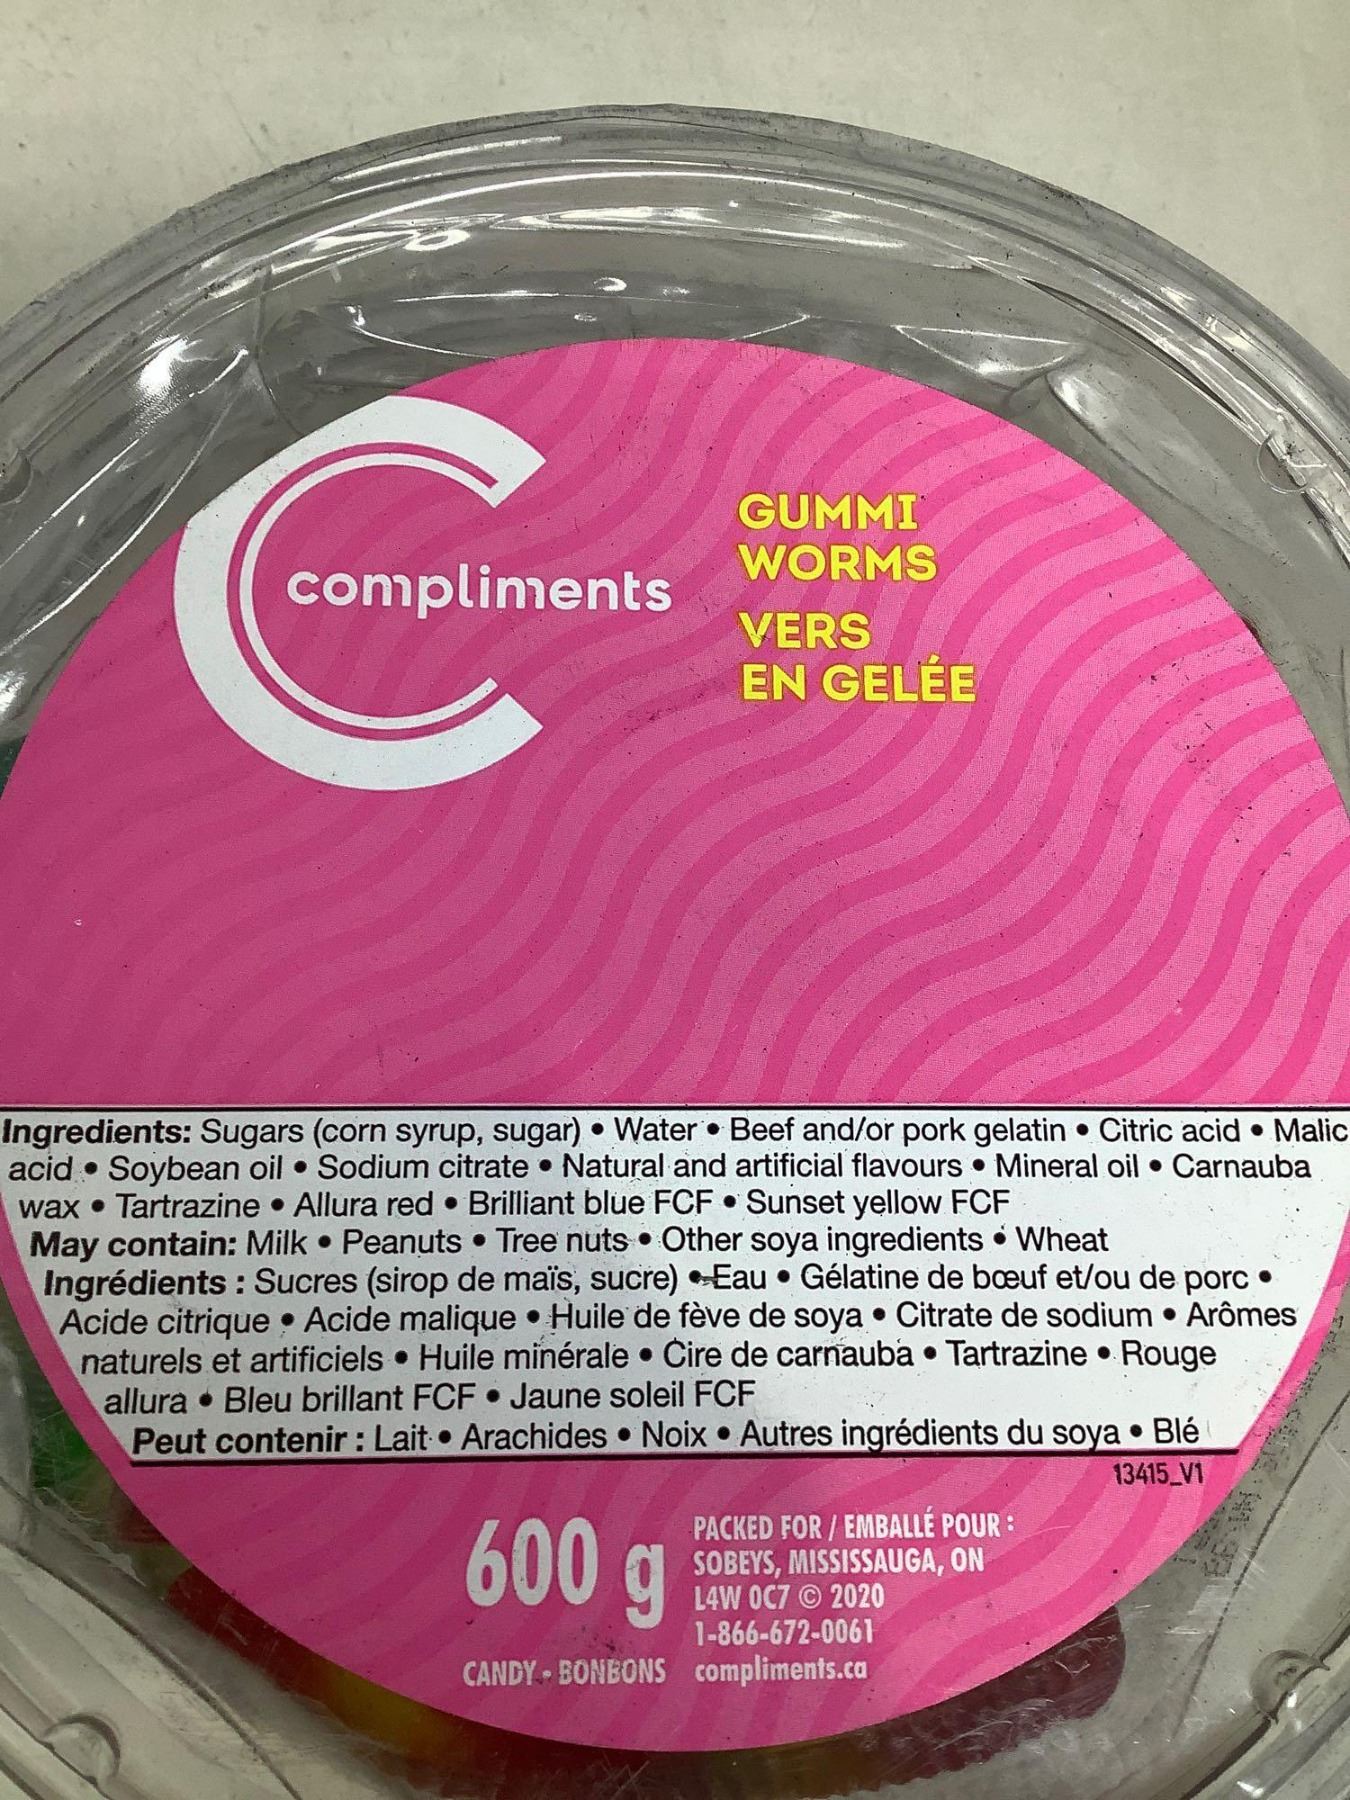 compliments
GUMMI
WORMS
VERS
EN GELÉE
Ingredients: Sugars (corn syrup, sugar) • Water • Beef and/or pork gelatin • Citric acid • Malic
acid • Soybean oil • Sodium citrate • Natural and artificial flavours • Mineral oil • Carnauba
wax • Tartrazine • Allura red • Brilliant blue FCF • Sunset yellow FCF
May contain: Milk • Peanuts • Tree nuts • Other soya ingredients • Wheat
Ingrédients : Sucres (sirop de maïs, sucre) • Eau • Gélatine de bœuf et/ou de porc •
Acide citrique • Acide malique • Huile de fève de soya • Citrate de sodium • Arômes
naturels et artificiels • Huile minérale • Cire de carnauba • Tartrazine • Rouge
allura • Bleu brillant FCF • Jaune soleil FCF
Peut contenir : Lait • Arachides • Noix • Autres ingrédients du soya • Blé
13415_V1
600 g
CANDY • BONBONS
PACKED FOR / EMBALLÉ POUR :
SOBEYS, MISSISSAUGA, ON
L4W 0C7 © 2020
1-866-672-0061
compliments.ca